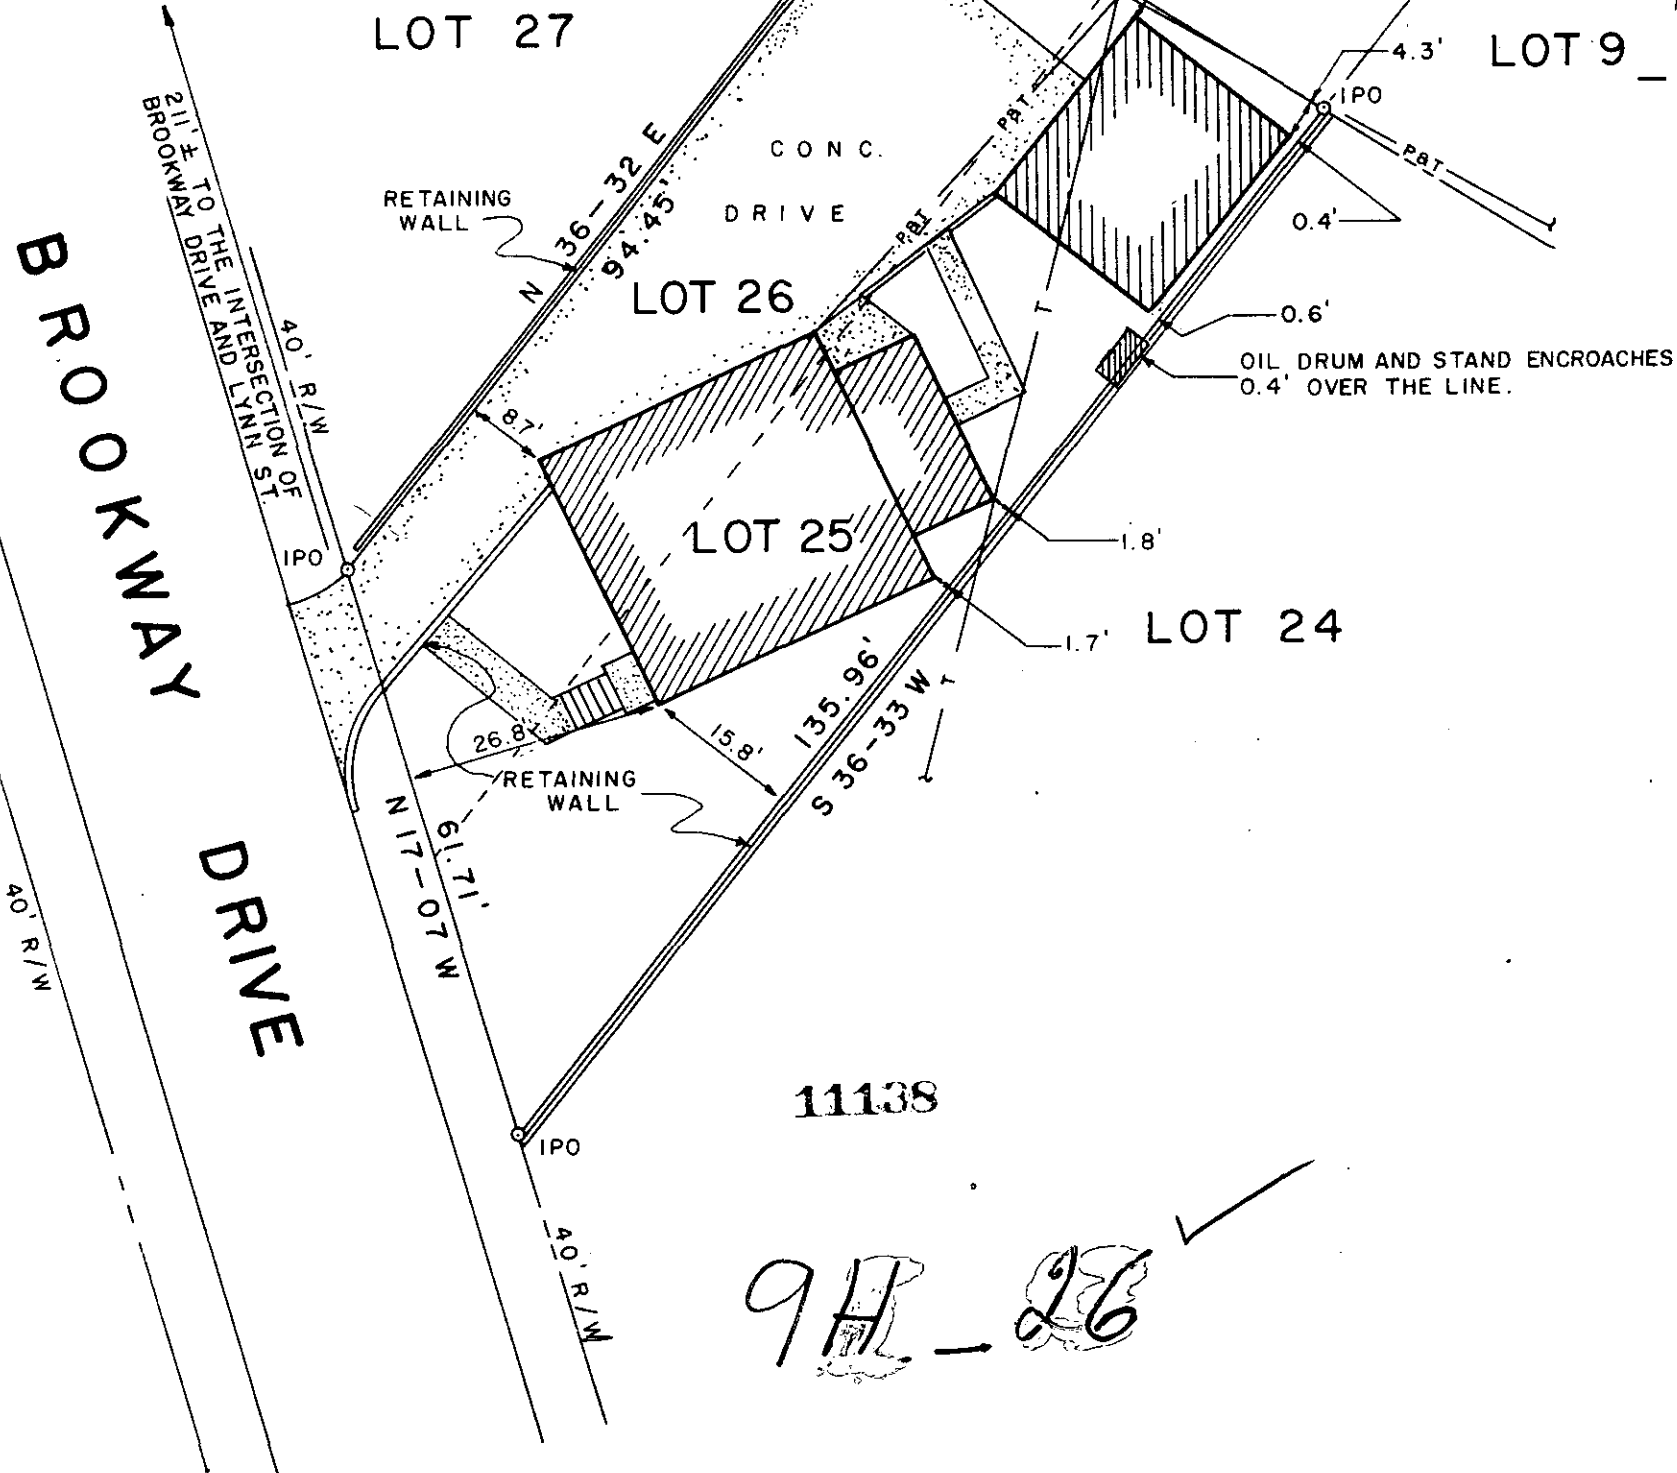 LOT 27
4.3'
LOT 9
IPO
211' ± TO THE INTERSECTION OF
BROOKWAY DRIVE AND LYNN ST.
CONC.
DRIVE
P&T
P&T
P&T
RETAINING
WALL
N 36-32 E
94.45'
0.4'
LOT 26
T
0.6'
40' R/W
OIL DRUM AND STAND ENCROACHES
0.4' OVER THE LINE.
8.7'
BROOKWAY
DRIVE
LOT 25
1.8'
IPO
LOT 24
1.7'
135.96'
S 36-33 W
T
26.8'
15.8'
RETAINING
WALL
N 17-07 W
61.71'
40' R/W
11138
IPO
40' R/W
9H-26